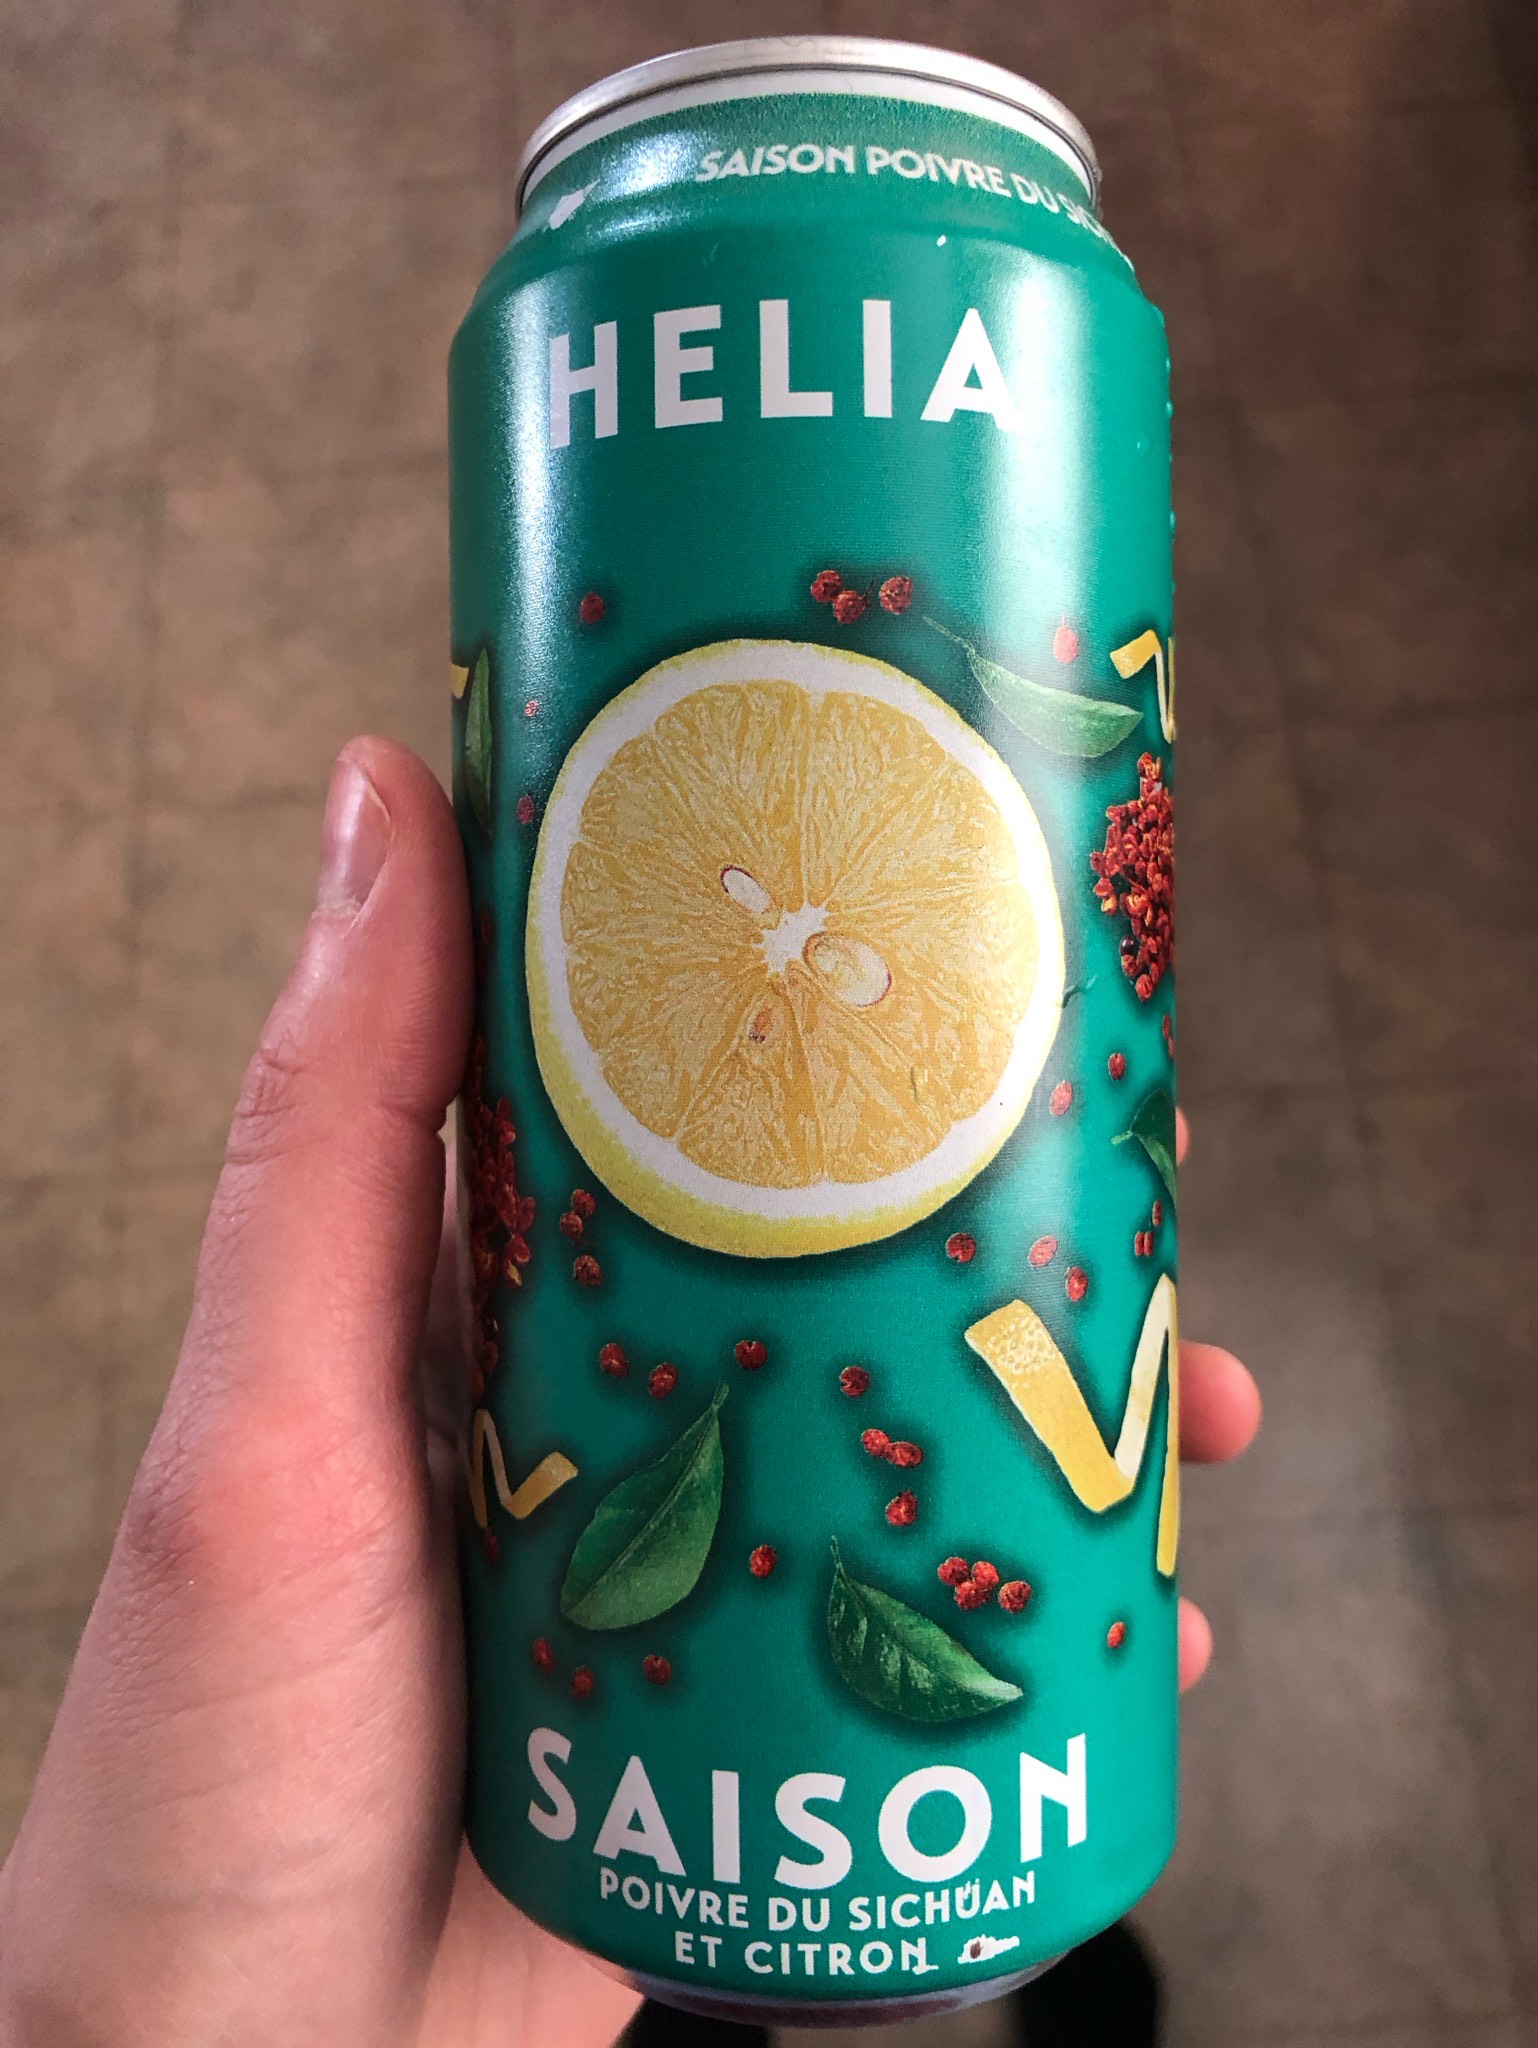 SAISON POIVRE DU
HELIA
SAISON
POIVRE DU SICHUAN
ET CITRON